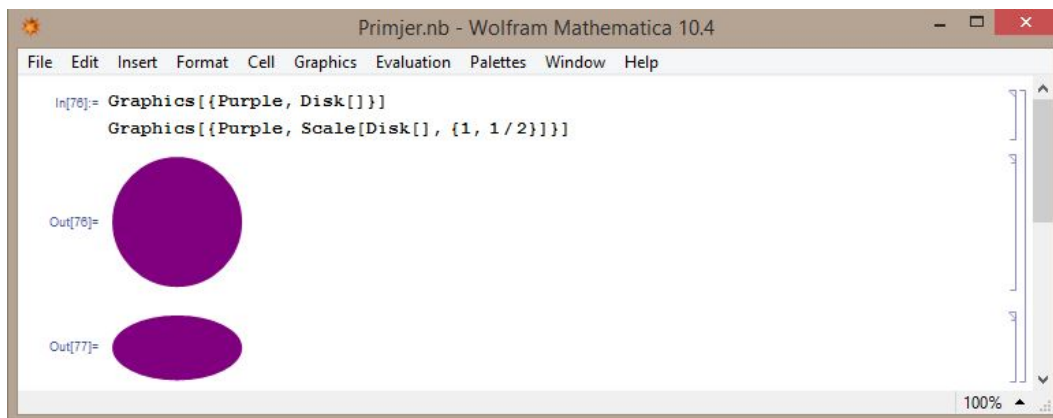 Primjer.nb - Wolfram Mathematica 10.4
File Edit Insert Format Cell Graphics Evaluation Palettes Window Help
In[76]:= Graphics[{Purple, Disk[]}]
Graphics[{Purple, Scale[Disk[], {1, 1/2}]}]
Out[76]=
Out[77]=
100%